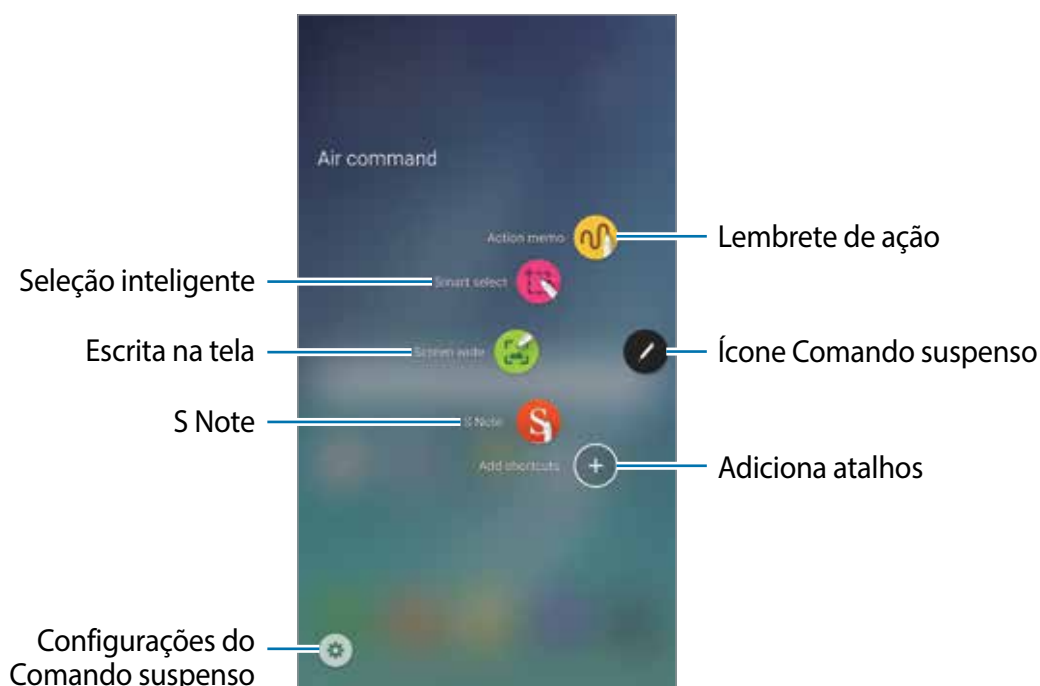 Air command
Action memo
Lembrete de ação
Seleção inteligente
Smart select
Escrita na tela
Screen write
Ícone Comando suspenso
S Note
S Note
S
Add shortcuts
+
Adiciona atalhos
Configurações do
Comando suspenso